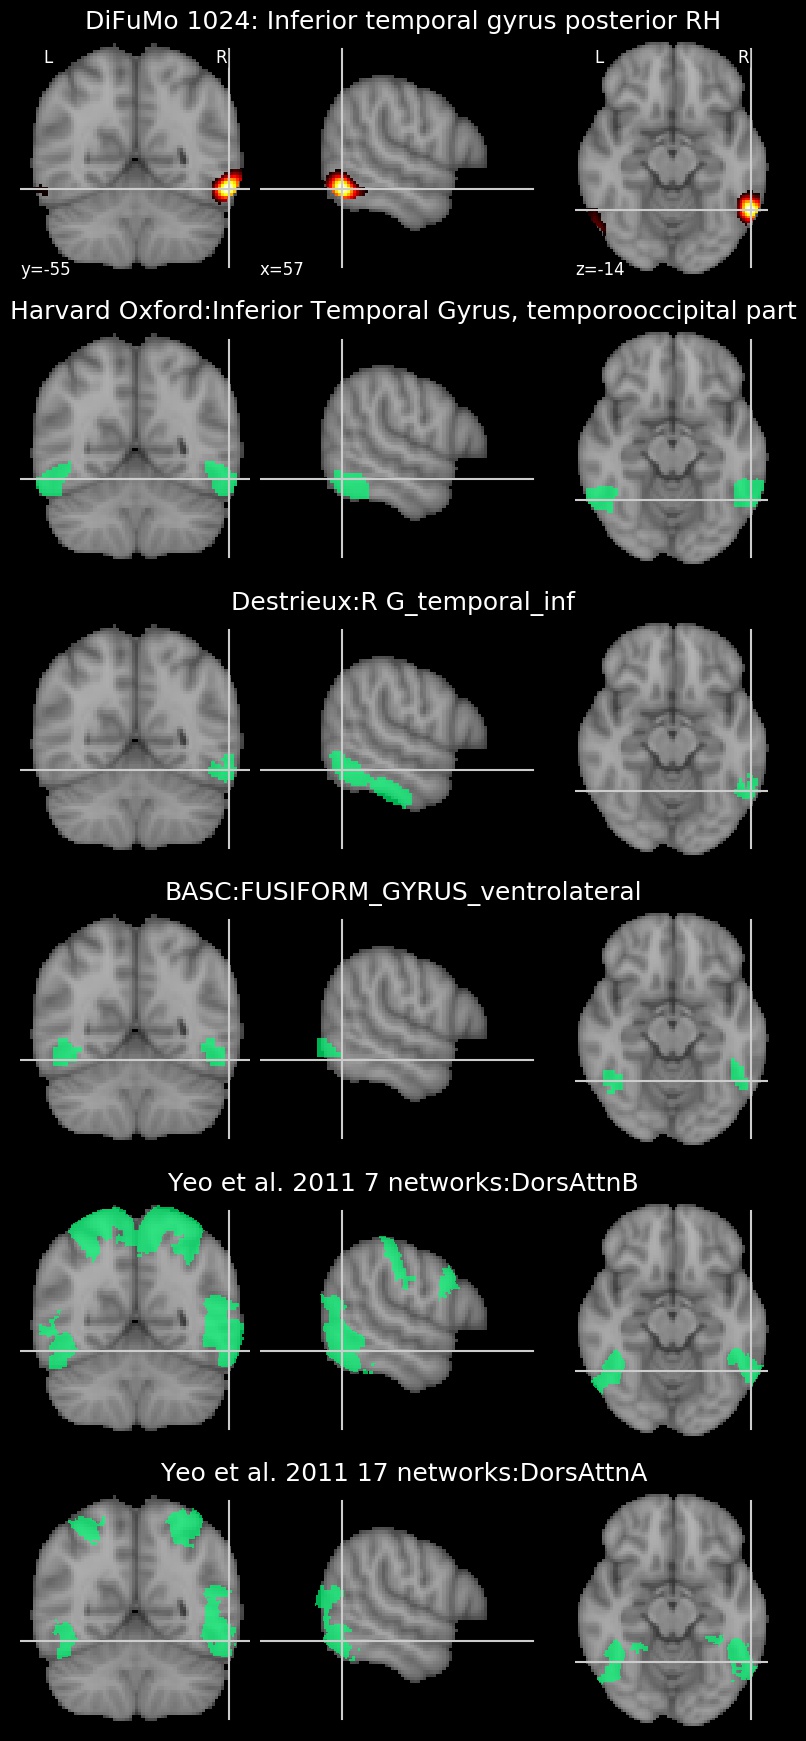 DiFuMo 1024: Inferior temporal gyrus posterior RH
L R L R
y=-55 x=57 z=-14
Harvard Oxford:Inferior Temporal Gyrus, temporooccipital part
Destrieux:R G_temporal_inf
BASC:FUSIFORM_GYRUS_ventrolateral
Yeo et al. 2011 7 networks:DorsAttnB
Yeo et al. 2011 17 networks:DorsAttnA